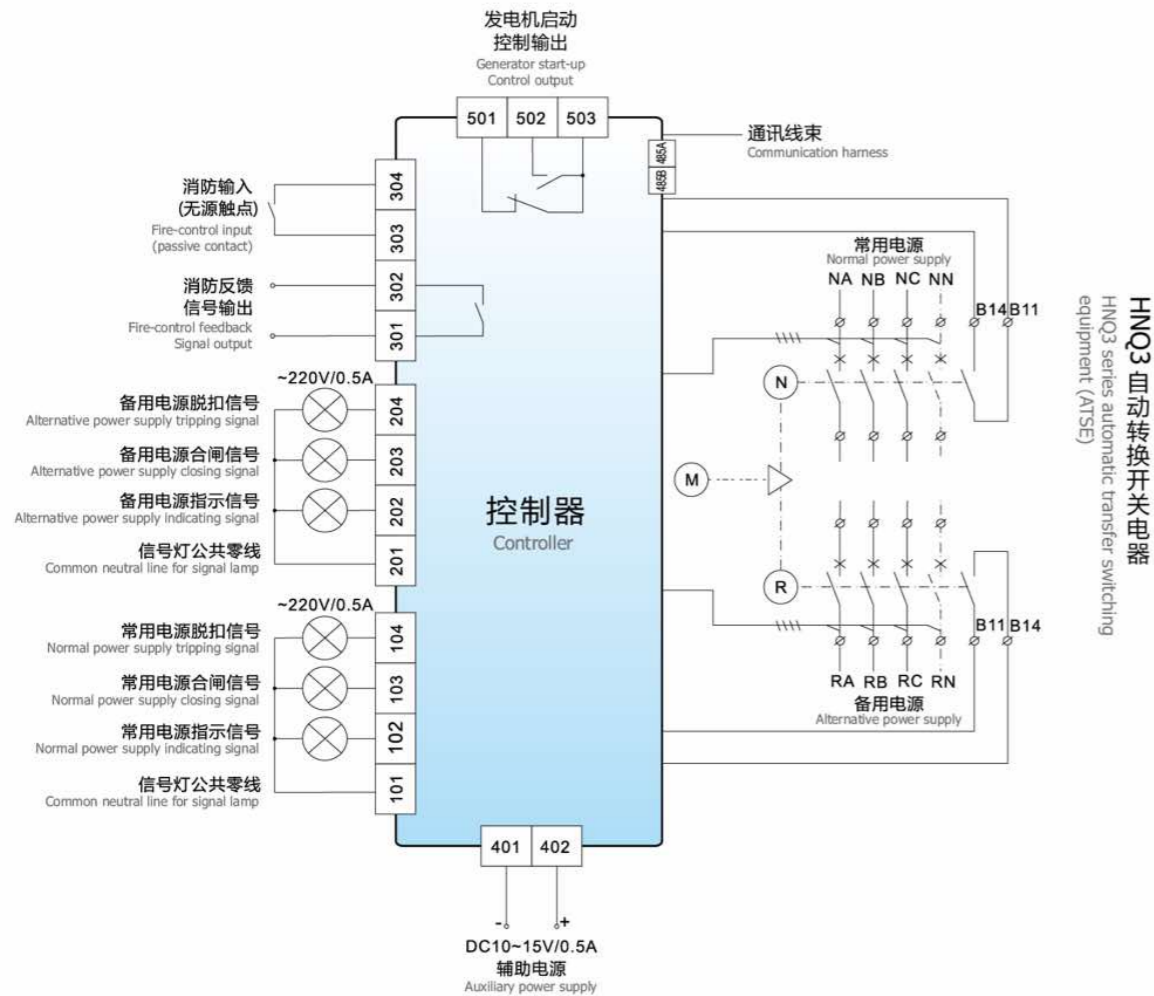 发电机启动
控制输出
Generator start-up
Control output
501 502 503
通讯线束
Communication harness
485A
485B
消防输入
(无源触点)
Fire-control input
(passive contact)
304
303
消防反馈
信号输出
Fire-control feedback
Signal output
302
301
~220V/0.5A
备用电源脱扣信号
Alternative power supply tripping signal
204
备用电源合闸信号
Alternative power supply closing signal
203
备用电源指示信号
Alternative power supply indicating signal
202
信号灯公共零线
Common neutral line for signal lamp
201
~220V/0.5A
常用电源脱扣信号
Normal power supply tripping signal
104
常用电源合闸信号
Normal power supply closing signal
103
常用电源指示信号
Normal power supply indicating signal
102
信号灯公共零线
Common neutral line for signal lamp
101
控制器
Controller
401 402
- +
DC10~15V/0.5A
辅助电源
Auxiliary power supply
常用电源
Normal power supply
NA NB NC NN
B14 B11
N
M
R
B11 B14
RA RB RC RN
备用电源
Alternative power supply
HNQ3 自动转换开关电器
HNQ3 series automatic transfer switching
equipment (ATSE)